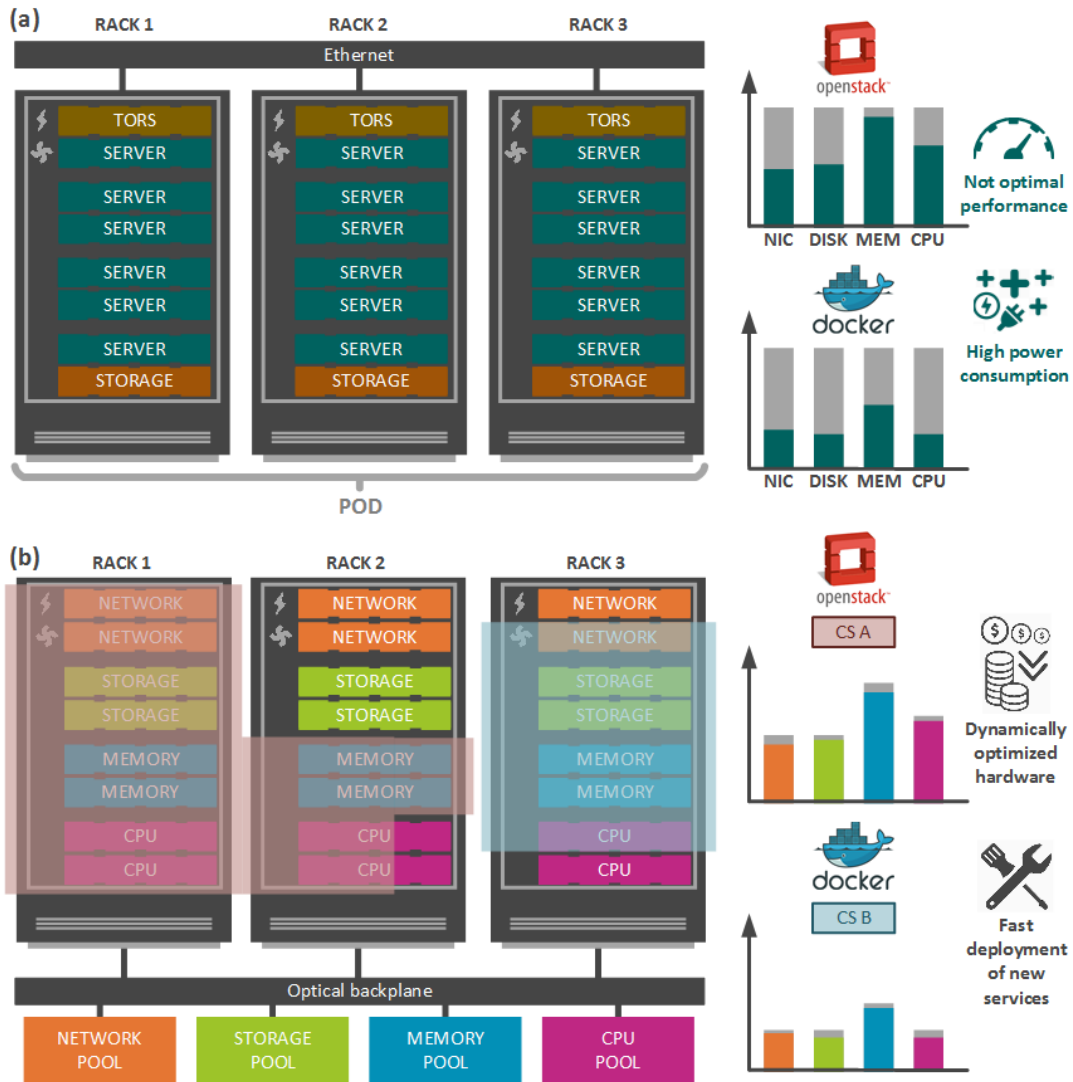 (a)
RACK 1
RACK 2
RACK 3
Ethernet
TORS
SERVER
SERVER
SERVER
SERVER
SERVER
SERVER
STORAGE
TORS
SERVER
SERVER
SERVER
SERVER
SERVER
SERVER
STORAGE
TORS
SERVER
SERVER
SERVER
SERVER
SERVER
SERVER
STORAGE
POD
openstack™
NIC DISK MEM CPU
Not optimal
performance
docker
NIC DISK MEM CPU
High power
consumption
(b)
RACK 1
RACK 2
RACK 3
NETWORK
NETWORK
STORAGE
STORAGE
MEMORY
MEMORY
CPU
CPU
NETWORK
NETWORK
STORAGE
STORAGE
MEMORY
MEMORY
CPU
CPU
NETWORK
NETWORK
STORAGE
STORAGE
MEMORY
MEMORY
CPU
CPU
Optical backplane
NETWORK
POOL
STORAGE
POOL
MEMORY
POOL
CPU
POOL
openstack™
CS A
$ $ $
Dynamically
optimized
hardware
docker
CS B
Fast
deployment
of new
services